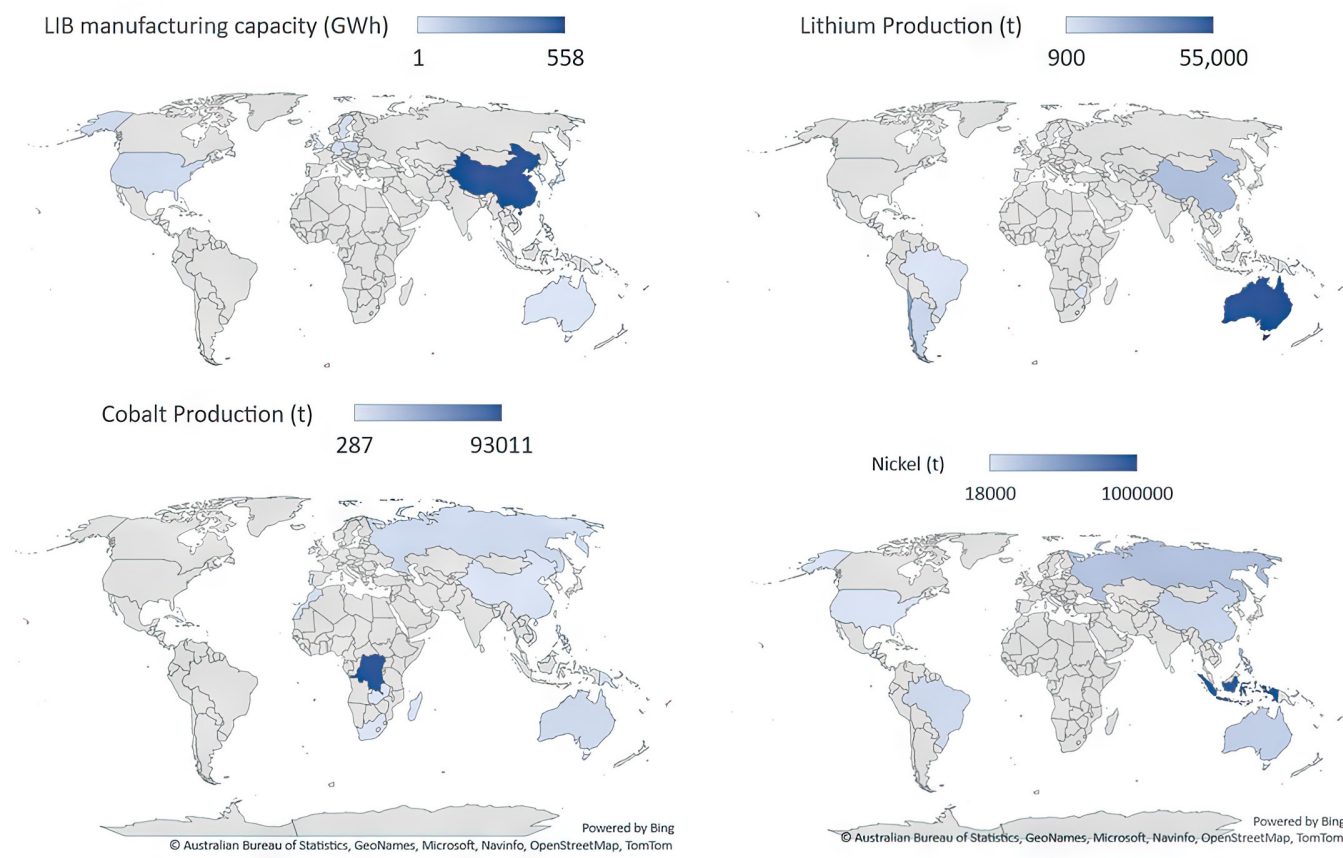 LIB manufacturing capacity (GWh)
1 558
Lithium Production (t)
900 55,000
Cobalt Production (t)
287 93011
Nickel (t)
18000 1000000
Powered by Bing
© Australian Bureau of Statistics, GeoNames, Microsoft, Navinfo, OpenStreetMap, TomTom
Powered by Bing
© Australian Bureau of Statistics, GeoNames, Microsoft, Navinfo, OpenStreetMap, TomTom